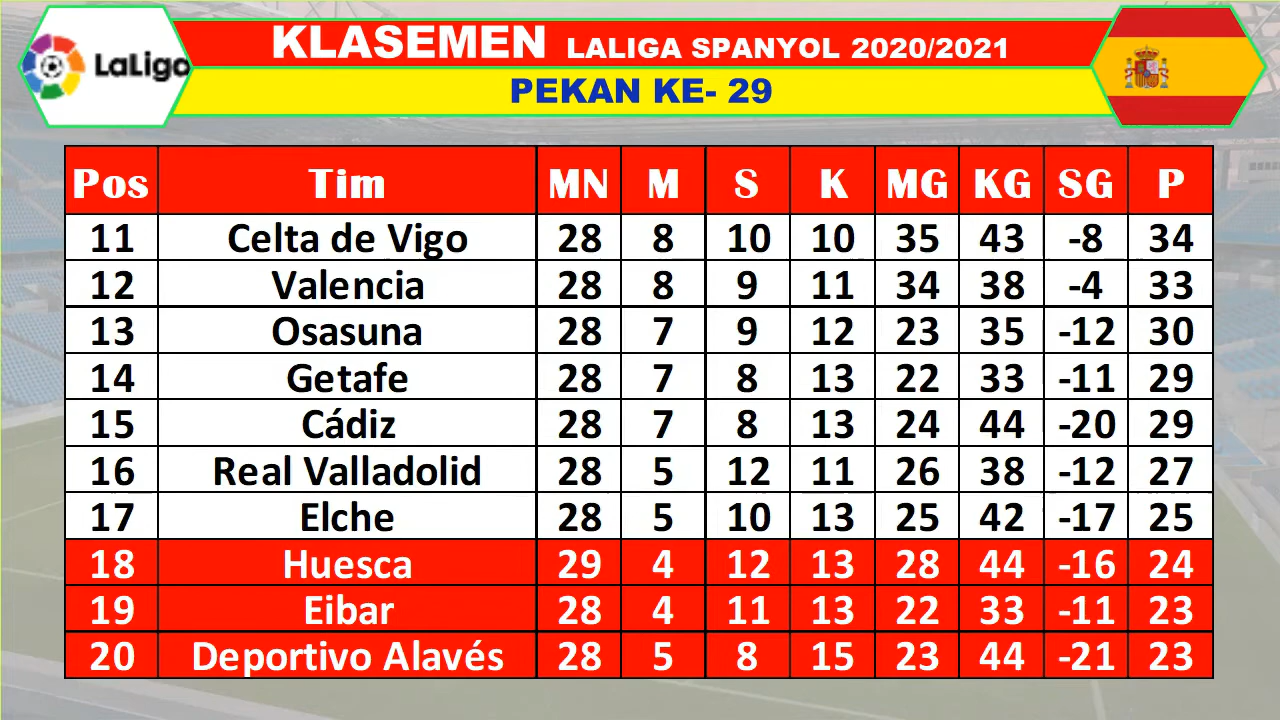 LaLiga
KLASEMEN LALIGA SPANYOL 2020/2021
PEKAN KE- 29
Pos Tim MN M S K MG KG SG P
11 Celta de Vigo 28 8 10 10 35 43 -8 34
12 Valencia 28 8 9 11 34 38 -4 33
13 Osasuna 28 7 9 12 23 35 -12 30
14 Getafe 28 7 8 13 22 33 -11 29
15 Cádiz 28 7 8 13 24 44 -20 29
16 Real Valladolid 28 5 12 11 26 38 -12 27
17 Elche 28 5 10 13 25 42 -17 25
18 Huesca 29 4 12 13 28 44 -16 24
19 Eibar 28 4 11 13 22 33 -11 23
20 Deportivo Alavés 28 5 8 15 23 44 -21 23